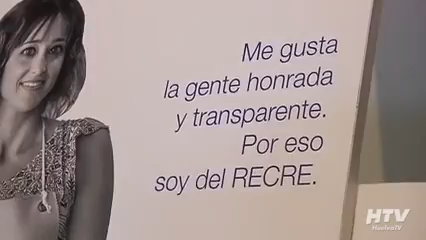 Me gusta
la gente honrada
y transparente.
Por eso
soy del RECRE.
HTV
HuelvaTV